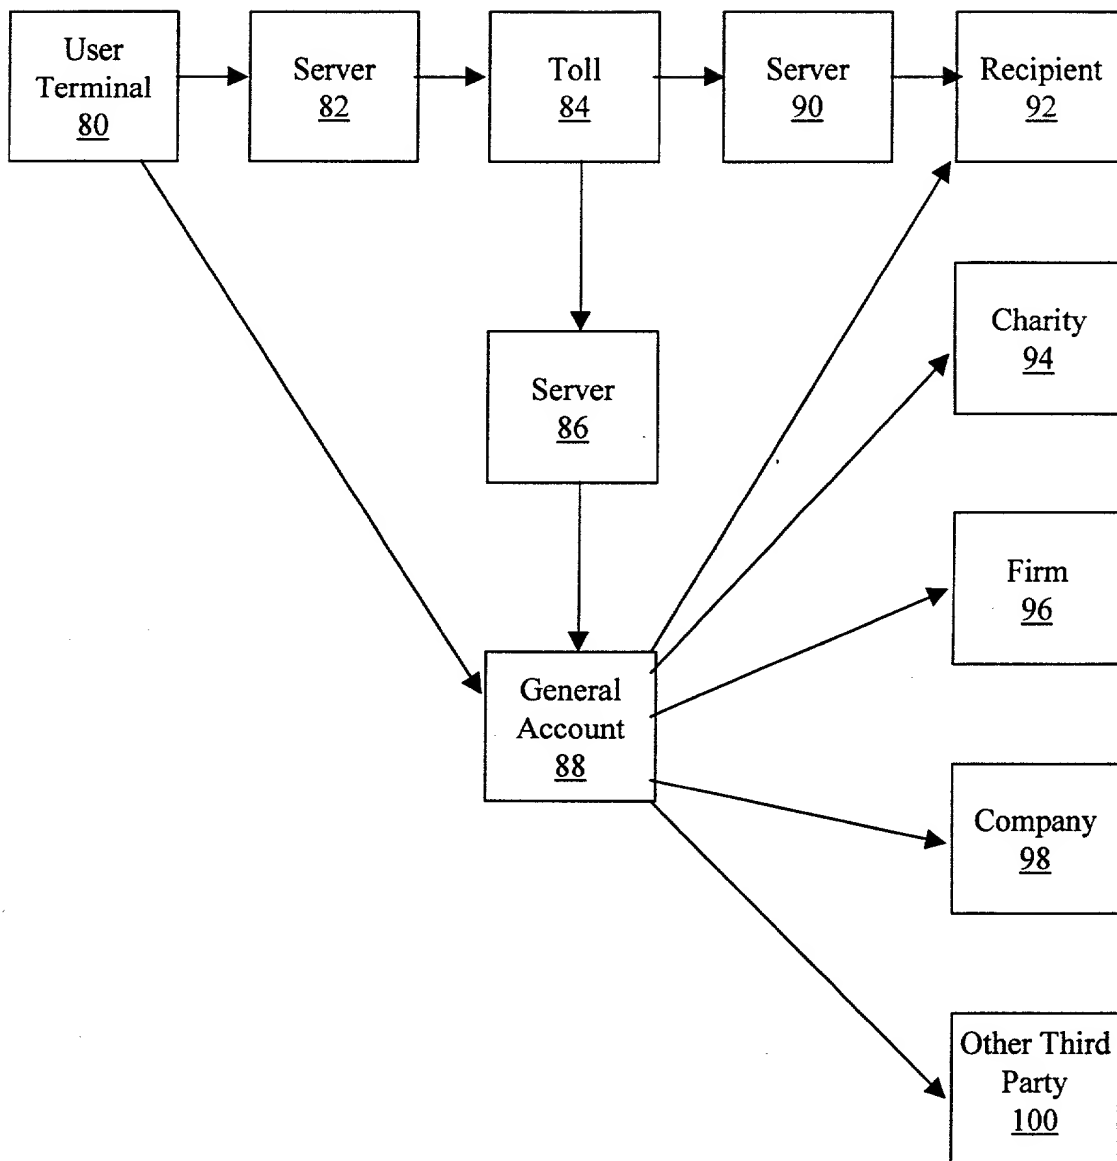 User
Terminal
80
Server
82
Toll
84
Server
90
Recipient
92
Charity
94
Server
86
Firm
96
General
Account
88
Company
98
Other Third
Party
100